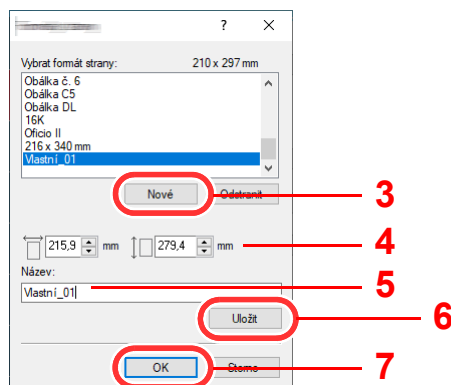 ?
Vybrat formát strany: 210 x 297 mm
Obálka č. 6
Obálka C5
Obálka DL
16K
Oficio II
216 x 340 mm
Vlastní_01
Nové Odstranit 3
215,9 mm 279,4 mm 4
Název: 5
Vlastní_01
Uložit 6
OK Storno 7